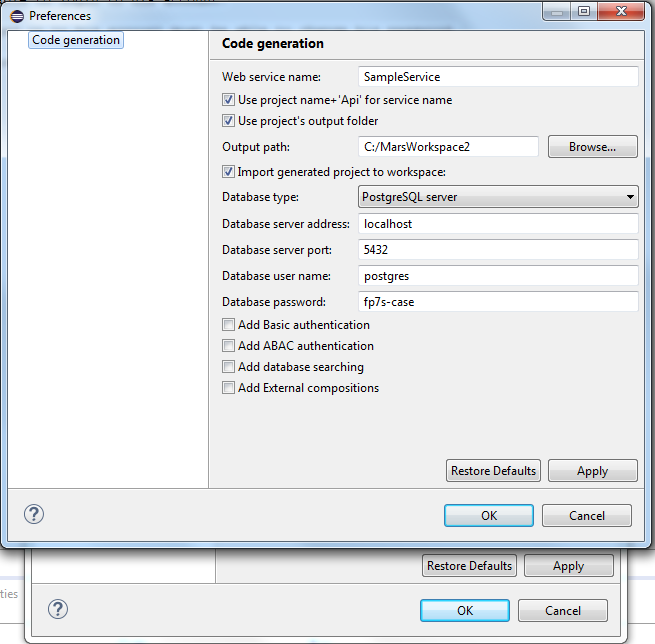 Preferences
Code generation
Code generation
Web service name: SampleService
Use project name+'Api' for service name
Use project's output folder
Output path: C:/MarsWorkspace2 Browse...
Import generated project to workspace:
Database type: PostgreSQL server
Database server address: localhost
Database server port: 5432
Database user name: postgres
Database password: fp7s-case
Add Basic authentication
Add ABAC authentication
Add database searching
Add External compositions
Restore Defaults Apply
? OK Cancel
Restore Defaults Apply
ties
? OK Cancel